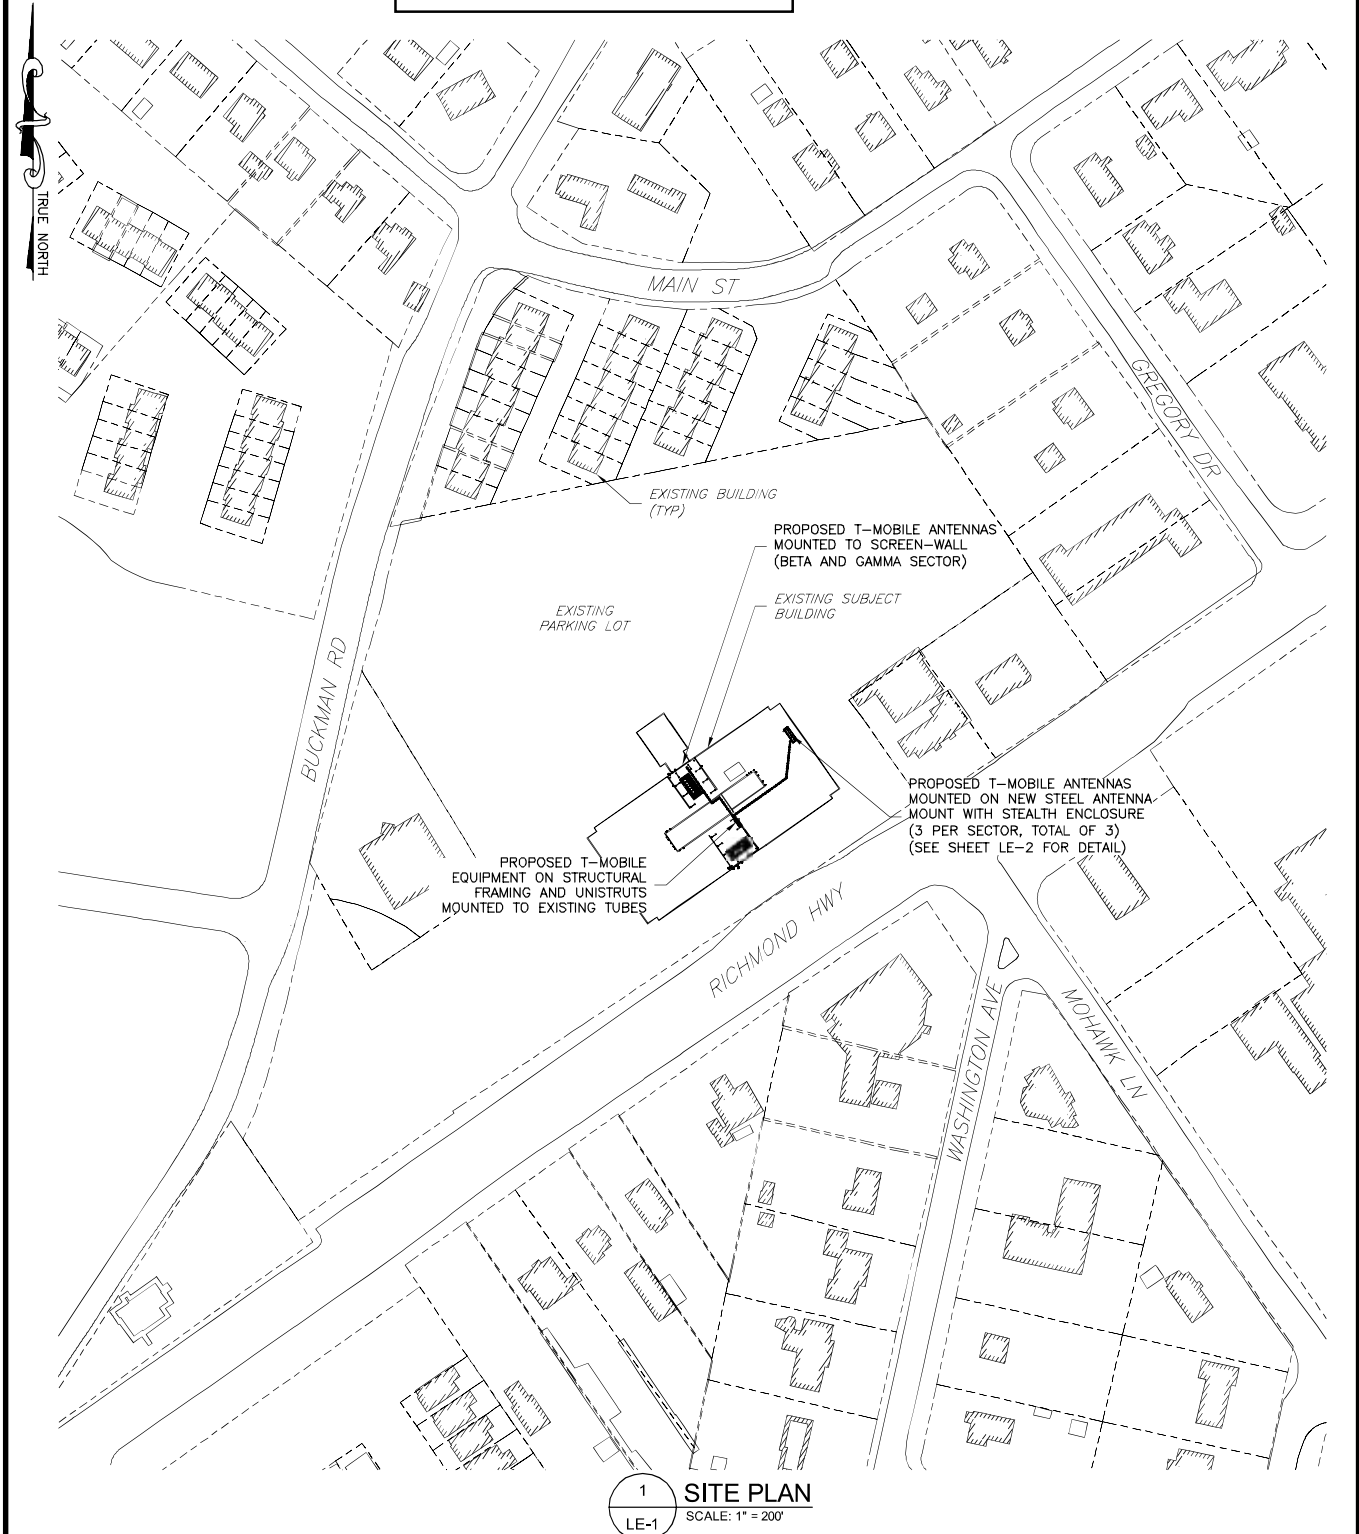 TRUE NORTH
MAIN ST
GREGORY DR
EXISTING BUILDING
(TYP)
PROPOSED T-MOBILE ANTENNAS
MOUNTED TO SCREEN-WALL
(BETA AND GAMMA SECTOR)
EXISTING SUBJECT
BUILDING
EXISTING
PARKING LOT
BUCKMAN RD
PROPOSED T-MOBILE ANTENNAS
MOUNTED ON NEW STEEL ANTENNA
MOUNT WITH STEALTH ENCLOSURE
(3 PER SECTOR, TOTAL OF 3)
(SEE SHEET LE-2 FOR DETAIL)
PROPOSED T-MOBILE
EQUIPMENT ON STRUCTURAL
FRAMING AND UNISTRUTS
MOUNTED TO EXISTING TUBES
RICHMOND HWY
WASHINGTON AVE
MOHAWK LN
1
LE-1
SITE PLAN
SCALE: 1" = 200'